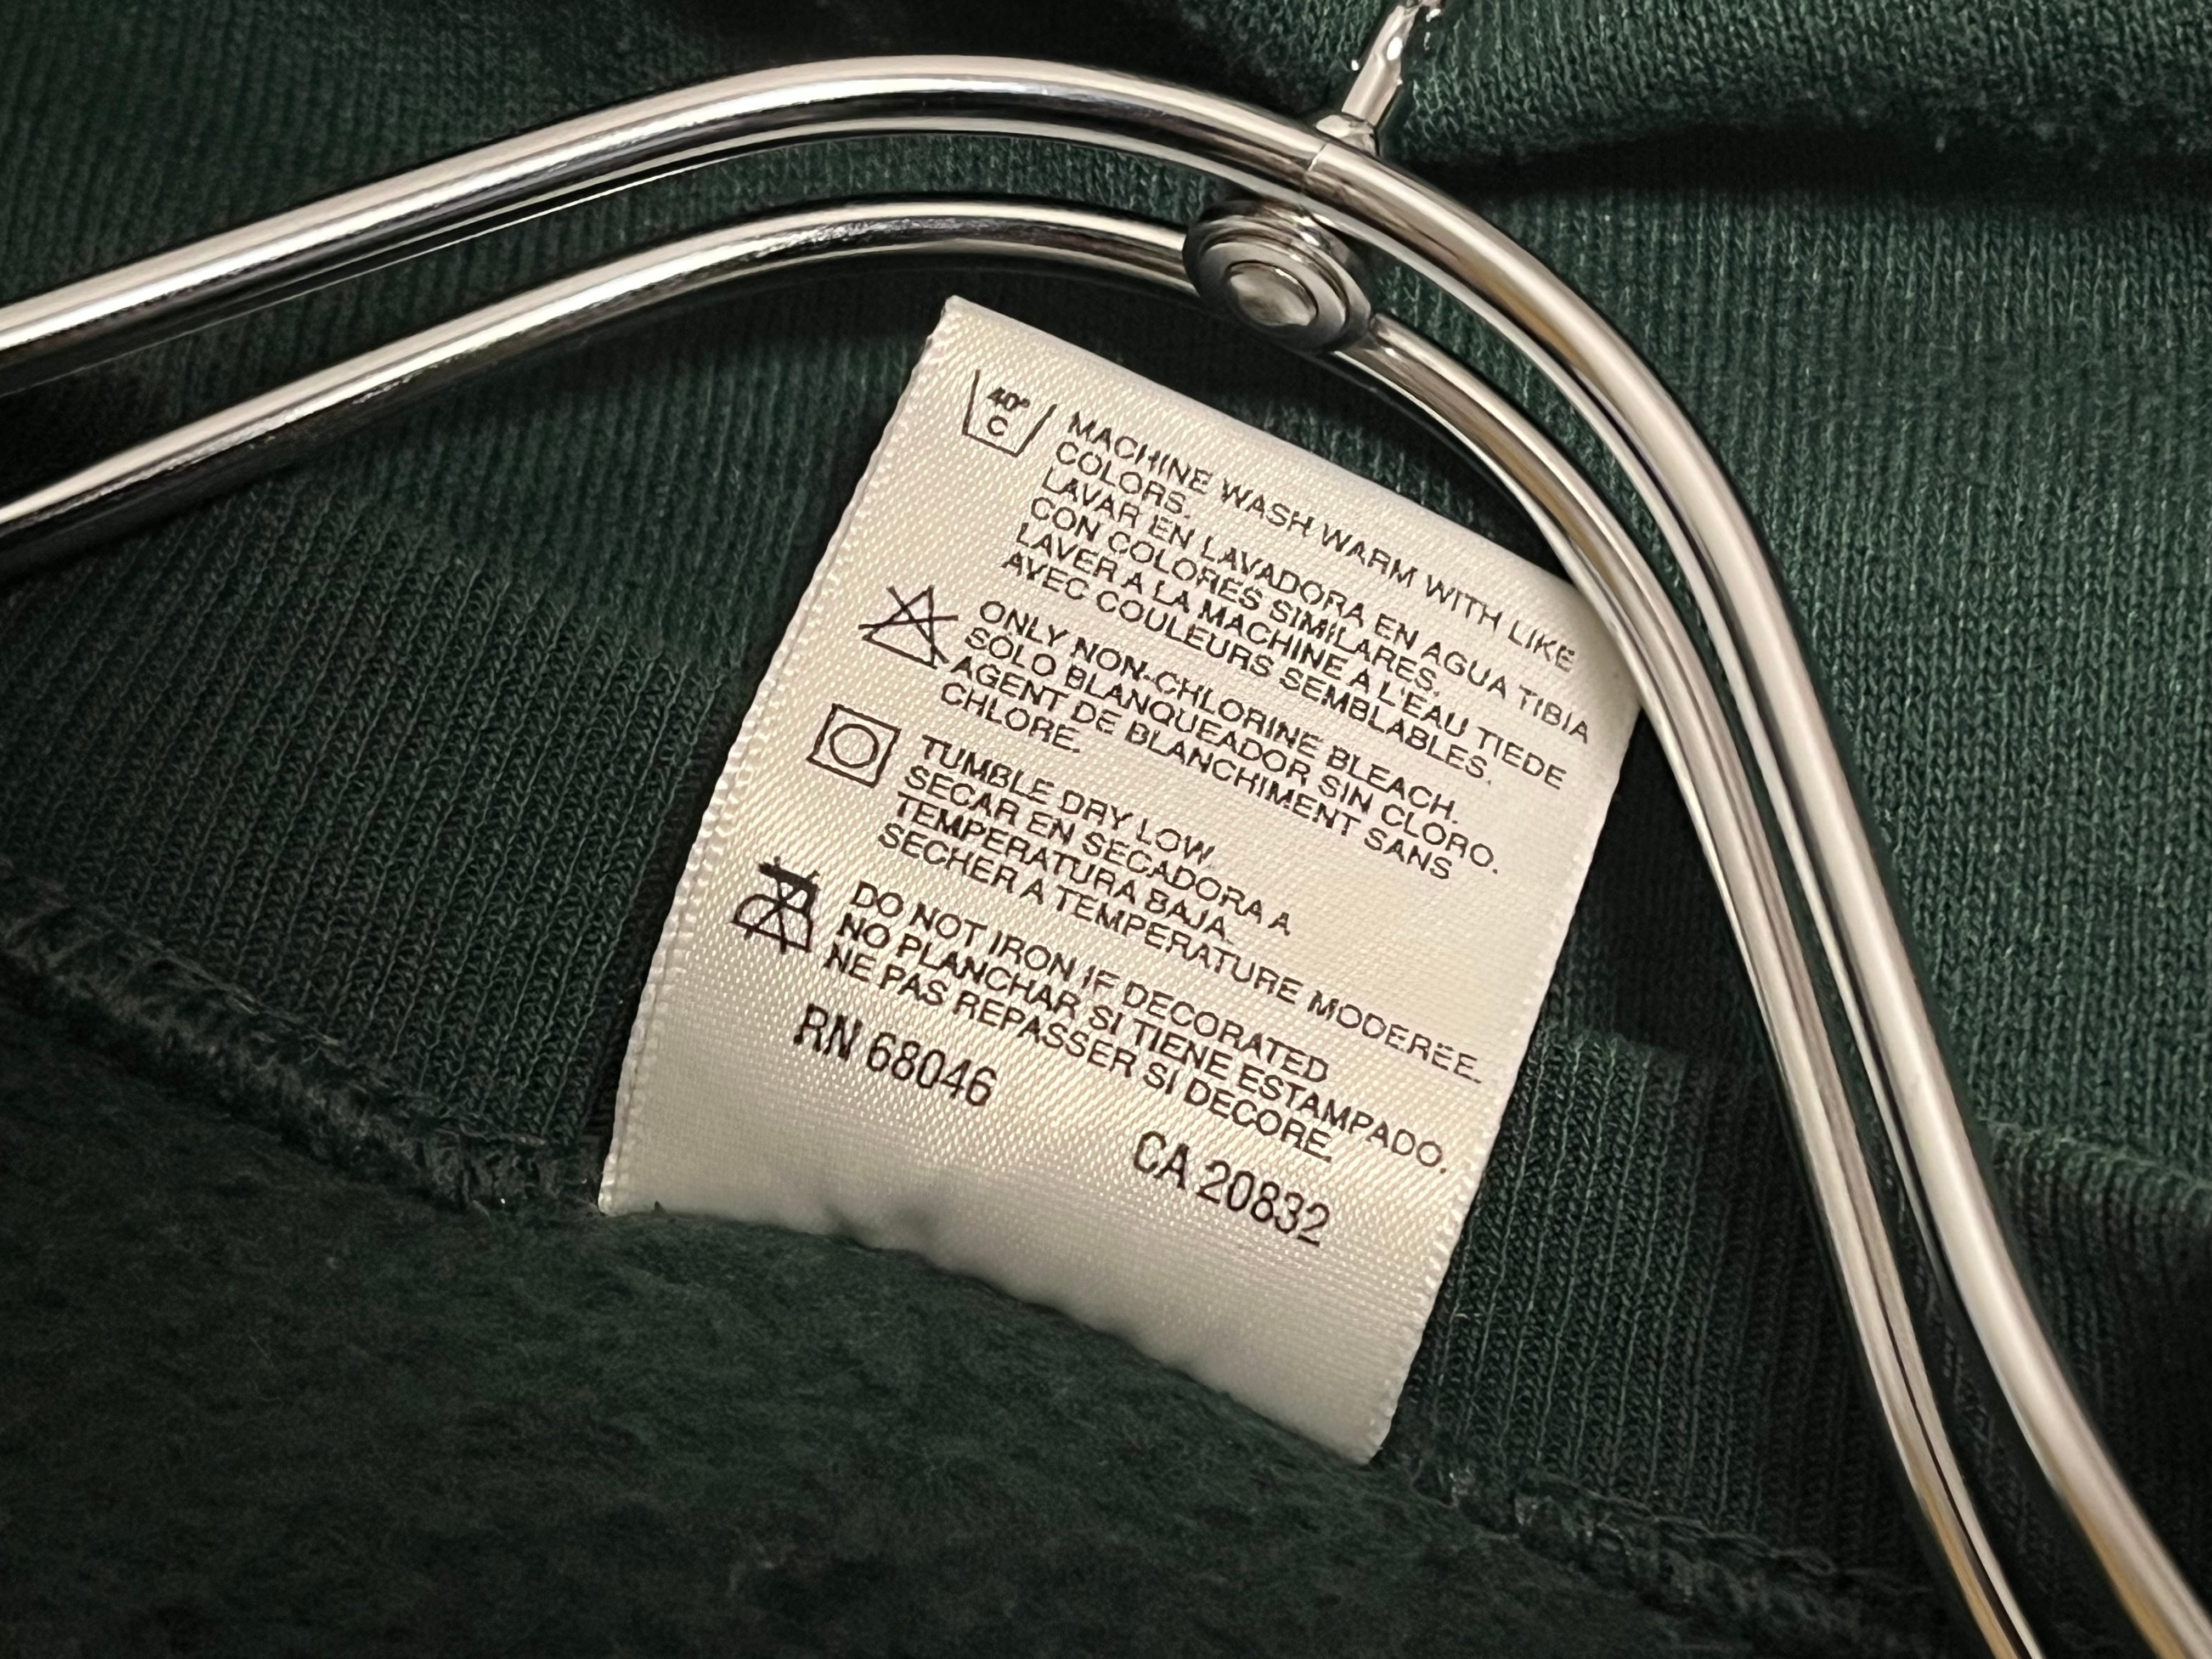 40°
C
MACHINE WASH WARM WITH LIKE
COLORS.
LAVAR EN LAVADORA EN AGUA TIBIA
CON COLORES SIMILARES.
LAVER A LA MACHINE A L'EAU TIEDE
AVEC COULEURS SEMBLABLES.
ONLY NON-CHLORINE BLEACH.
SOLO BLANQUEADOR SIN CLORO.
AGENT DE BLANCHIMENT SANS
CHLORE.
TUMBLE DRY LOW.
SECAR EN SECADORA A
TEMPERATURA BAJA.
SECHER A TEMPERATURE MODEREE.
DO NOT IRON IF DECORATED
NO PLANCHAR SI TIENE ESTAMPADO.
NE PAS REPASSER SI DECORE.
RN 68046
CA 20832